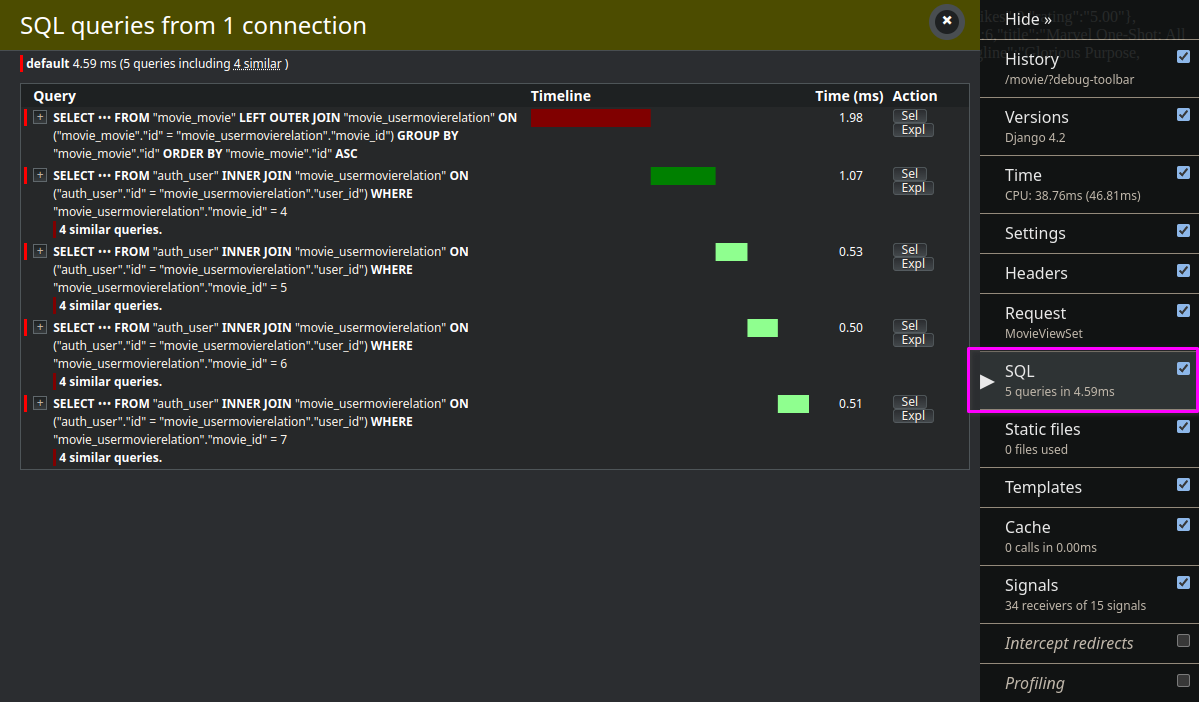 SQL queries from 1 connection
default 4.59 ms (5 queries including 4 similar )
Query Timeline Time (ms) Action
+ SELECT ••• FROM "movie_movie" LEFT OUTER JOIN "movie_usermovierelation" ON 1.98 Sel
("movie_movie"."id" = "movie_usermovierelation"."movie_id") GROUP BY Expl
"movie_movie"."id" ORDER BY "movie_movie"."id" ASC
+ SELECT ••• FROM "auth_user" INNER JOIN "movie_usermovierelation" ON 1.07 Sel
("auth_user"."id" = "movie_usermovierelation"."user_id") WHERE Expl
"movie_usermovierelation"."movie_id" = 4
4 similar queries.
+ SELECT ••• FROM "auth_user" INNER JOIN "movie_usermovierelation" ON 0.53 Sel
("auth_user"."id" = "movie_usermovierelation"."user_id") WHERE Expl
"movie_usermovierelation"."movie_id" = 5
4 similar queries.
+ SELECT ••• FROM "auth_user" INNER JOIN "movie_usermovierelation" ON 0.50 Sel
("auth_user"."id" = "movie_usermovierelation"."user_id") WHERE Expl
"movie_usermovierelation"."movie_id" = 6
4 similar queries.
+ SELECT ••• FROM "auth_user" INNER JOIN "movie_usermovierelation" ON 0.51 Sel
("auth_user"."id" = "movie_usermovierelation"."user_id") WHERE Expl
"movie_usermovierelation"."movie_id" = 7
4 similar queries.
Hide »
:"5.00"},
"title":"Marvel One-Shot: All
"Glorious Purpose,
History
/movie/?debug-toolbar
Versions
Django 4.2
Time
CPU: 38.76ms (46.81ms)
Settings
Headers
Request
MovieViewSet
SQL
5 queries in 4.59ms
Static files
0 files used
Templates
Cache
0 calls in 0.00ms
Signals
34 receivers of 15 signals
Intercept redirects
Profiling